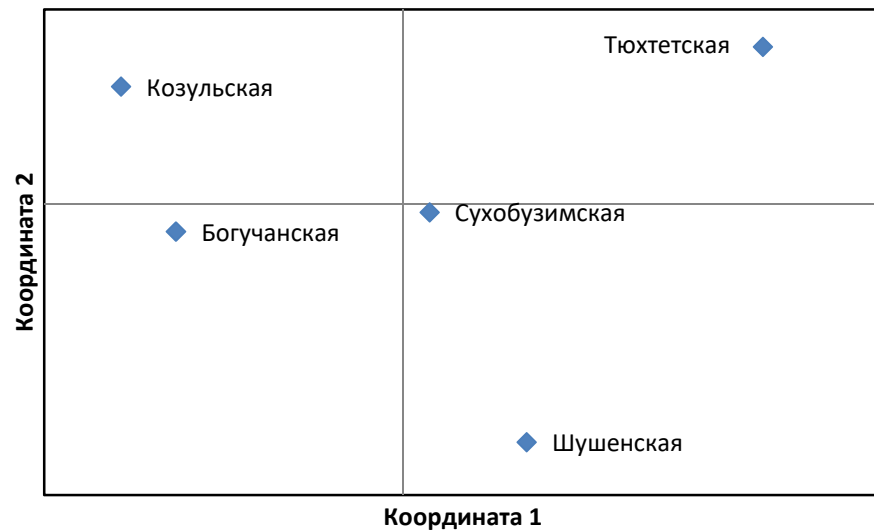 Тюхтетская
Козульская
Сухобузимская
Богучанская
Шушенская
Координата 2
Координата 1